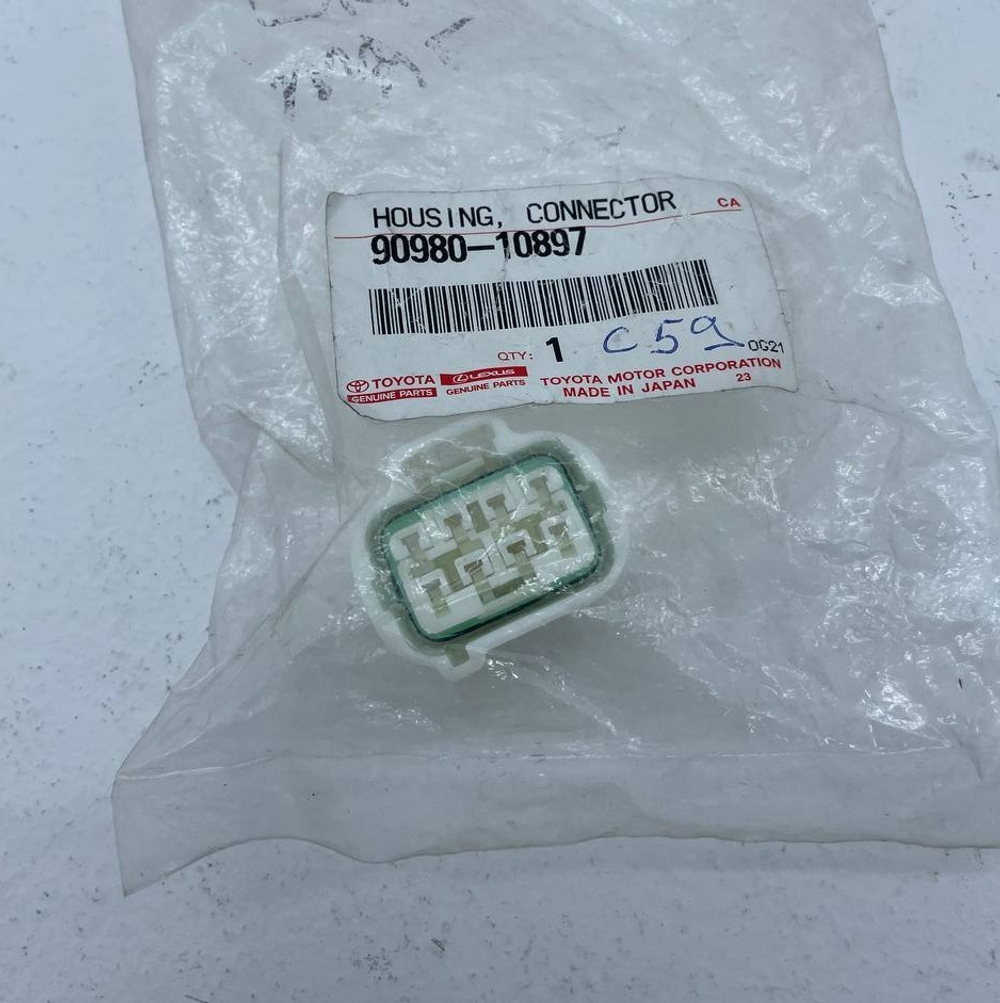 HOUSING, CONNECTOR CA
90980-10897
QTY: 1 C59 0G21
TOYOTA LEXUS TOYOTA MOTOR CORPORATION
GENUINE PARTS GENUINE PARTS MADE IN JAPAN 23